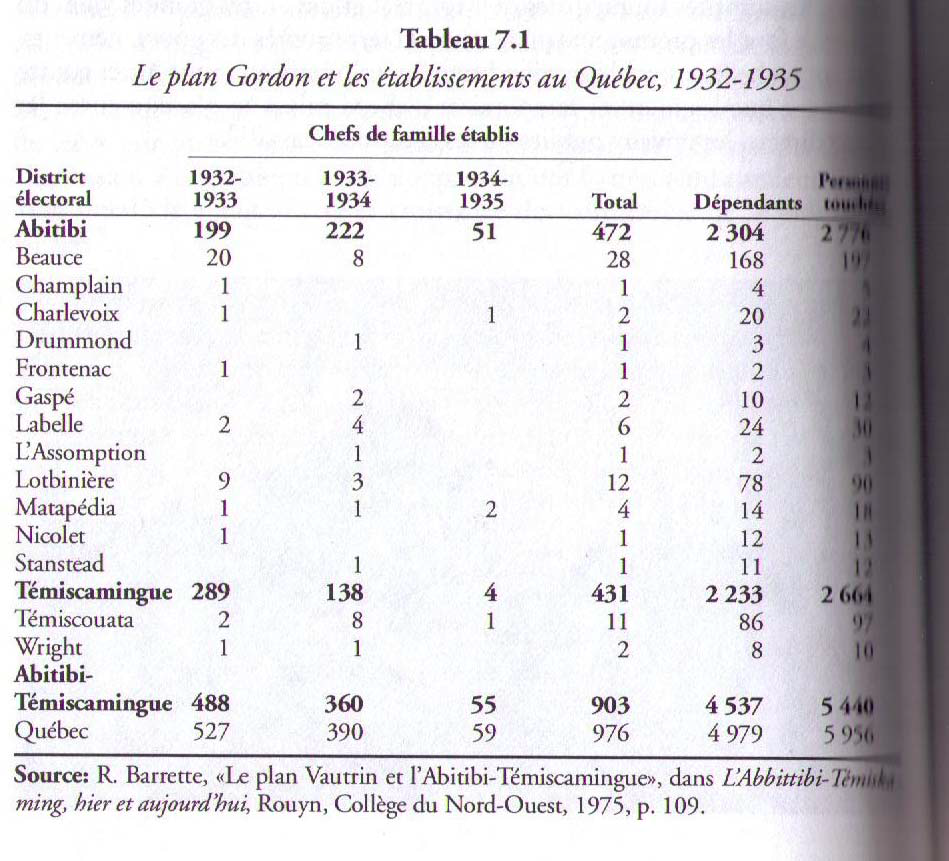 Tableau 7.1
Le plan Gordon et les établissements au Québec, 1932-1935
Chefs de famille établis
District 1932- 1933- 1934-
électoral 1933 1934 1935 Total Dépendants
Abitibi 199 222 51 472 2 304 2 776
Beauce 20 8 28 168 197
Champlain 1 1 4
Charlevoix 1 1 2 20 22
Drummond 1 1 3 4
Frontenac 1 1 2 3
Gaspé 2 2 10 12
Labelle 2 4 6 24 30
L'Assomption 1 1 2 3
Lotbinière 9 3 12 78 90
Matapédia 1 1 2 4 14 18
Nicolet 1 1 12 13
Stanstead 1 1 11 12
Témiscamingue 289 138 4 431 2 233 2 664
Témiscouata 2 8 1 11 86 97
Wright 1 1 2 8 10
Abitibi-
Témiscamingue 488 360 55 903 4 537 5 440
Québec 527 390 59 976 4 979 5 956
Source: R. Barrette, «Le plan Vautrin et l'Abitibi-Témiscamingue», dans L'Abbittibi-Témiska
ming, hier et aujourd'hui, Rouyn, Collège du Nord-Ouest, 1975, p. 109.